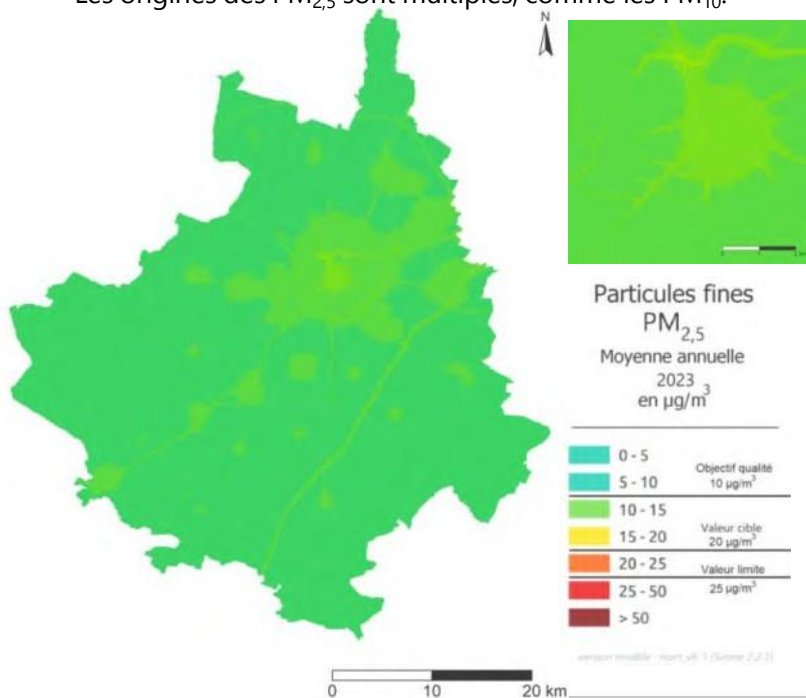 Les origines des PM2,5 sont multiples, comme les PM10.
N
Particules fines
PM2,5
Moyenne annuelle
2023
en µg/m³
0 - 5
5 - 10
Objectif qualité
10 µg/m³
10 - 15
15 - 20
Valeur cible
20 µg/m³
20 - 25
Valeur limite
25 µg/m³
25 - 50
> 50
0 10 20 km